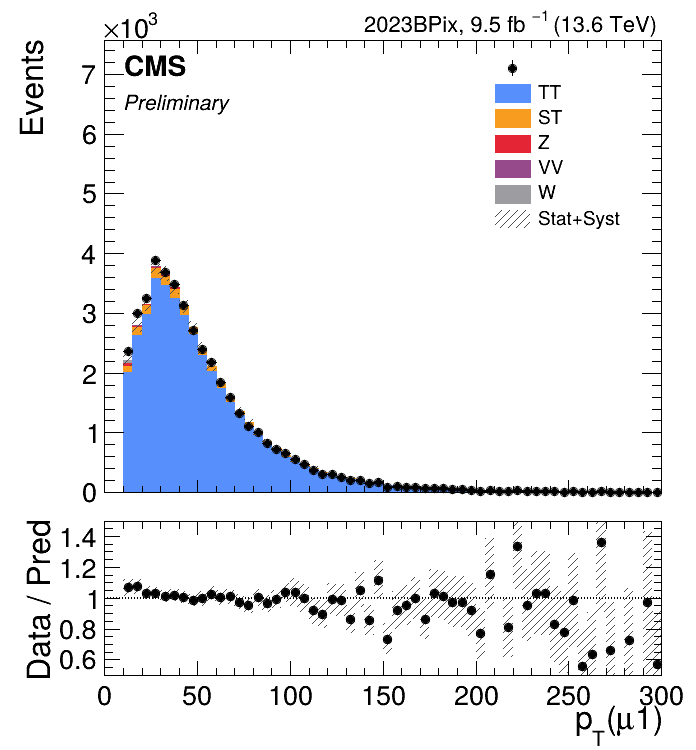 ×10³
2023BPix, 9.5 fb⁻¹ (13.6 TeV)
Events
CMS
Preliminary
TT
ST
Z
VV
W
Stat+Syst
7
6
5
4
3
2
1
0
Data / Pred
1.4
1.2
1
0.8
0.6
0 50 100 150 200 250 300
p_T(μ1)